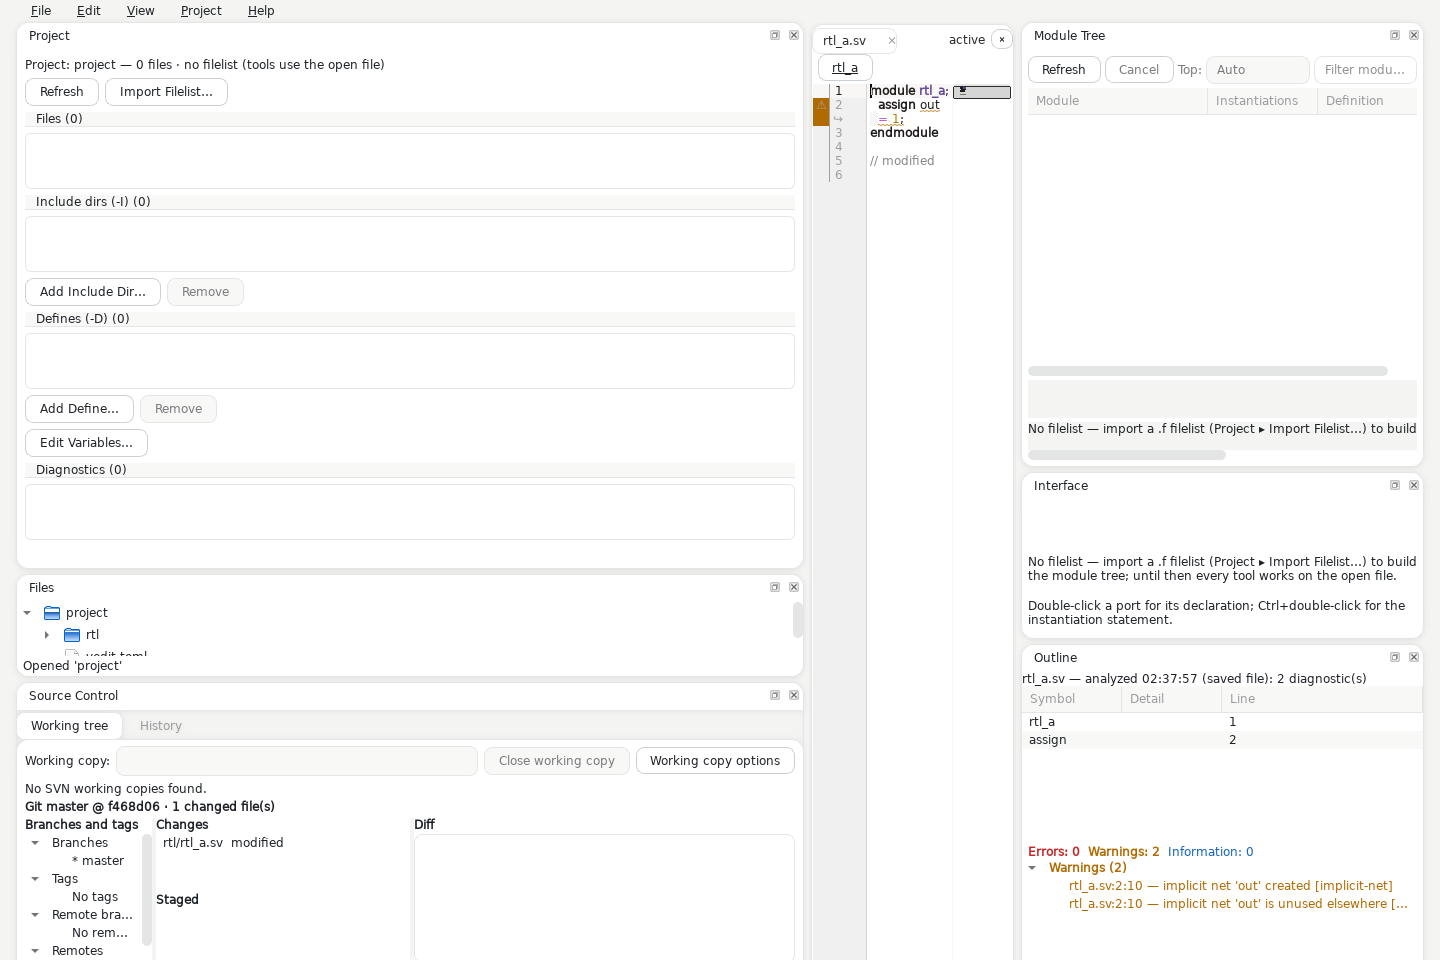 File Edit View Project Help
Project
Project: project — 0 files · no filelist (tools use the open file)
Refresh Import Filelist...
Files (0)
Include dirs (-I) (0)
Add Include Dir... Remove
Defines (-D) (0)
Add Define... Remove
Edit Variables...
Diagnostics (0)
Files
project
rtl
Opened 'project'
Source Control
Working tree History
Working copy: Close working copy Working copy options
No SVN working copies found.
Git master @ f468d06 · 1 changed file(s)
Branches and tags
Branches
* master
Tags
No tags
Remote bra...
No rem...
Remotes
Changes
rtl/rtl_a.sv modified
Staged
Diff
rtl_a.sv active
rtl_a
1 module rtl_a;
2 assign out
= 1;
3 endmodule
4
5 // modified
6
Module Tree
Refresh Cancel Top: Auto Filter modu...
Module Instantiations Definition
No filelist — import a .f filelist (Project ▸ Import Filelist...) to build
Interface
No filelist — import a .f filelist (Project ▸ Import Filelist...) to build
the module tree; until then every tool works on the open file.
Double-click a port for its declaration; Ctrl+double-click for the
instantiation statement.
Outline
rtl_a.sv — analyzed 02:37:57 (saved file): 2 diagnostic(s)
Symbol Detail Line
rtl_a 1
assign 2
Errors: 0 Warnings: 2 Information: 0
Warnings (2)
rtl_a.sv:2:10 — implicit net 'out' created [implicit-net]
rtl_a.sv:2:10 — implicit net 'out' is unused elsewhere [...